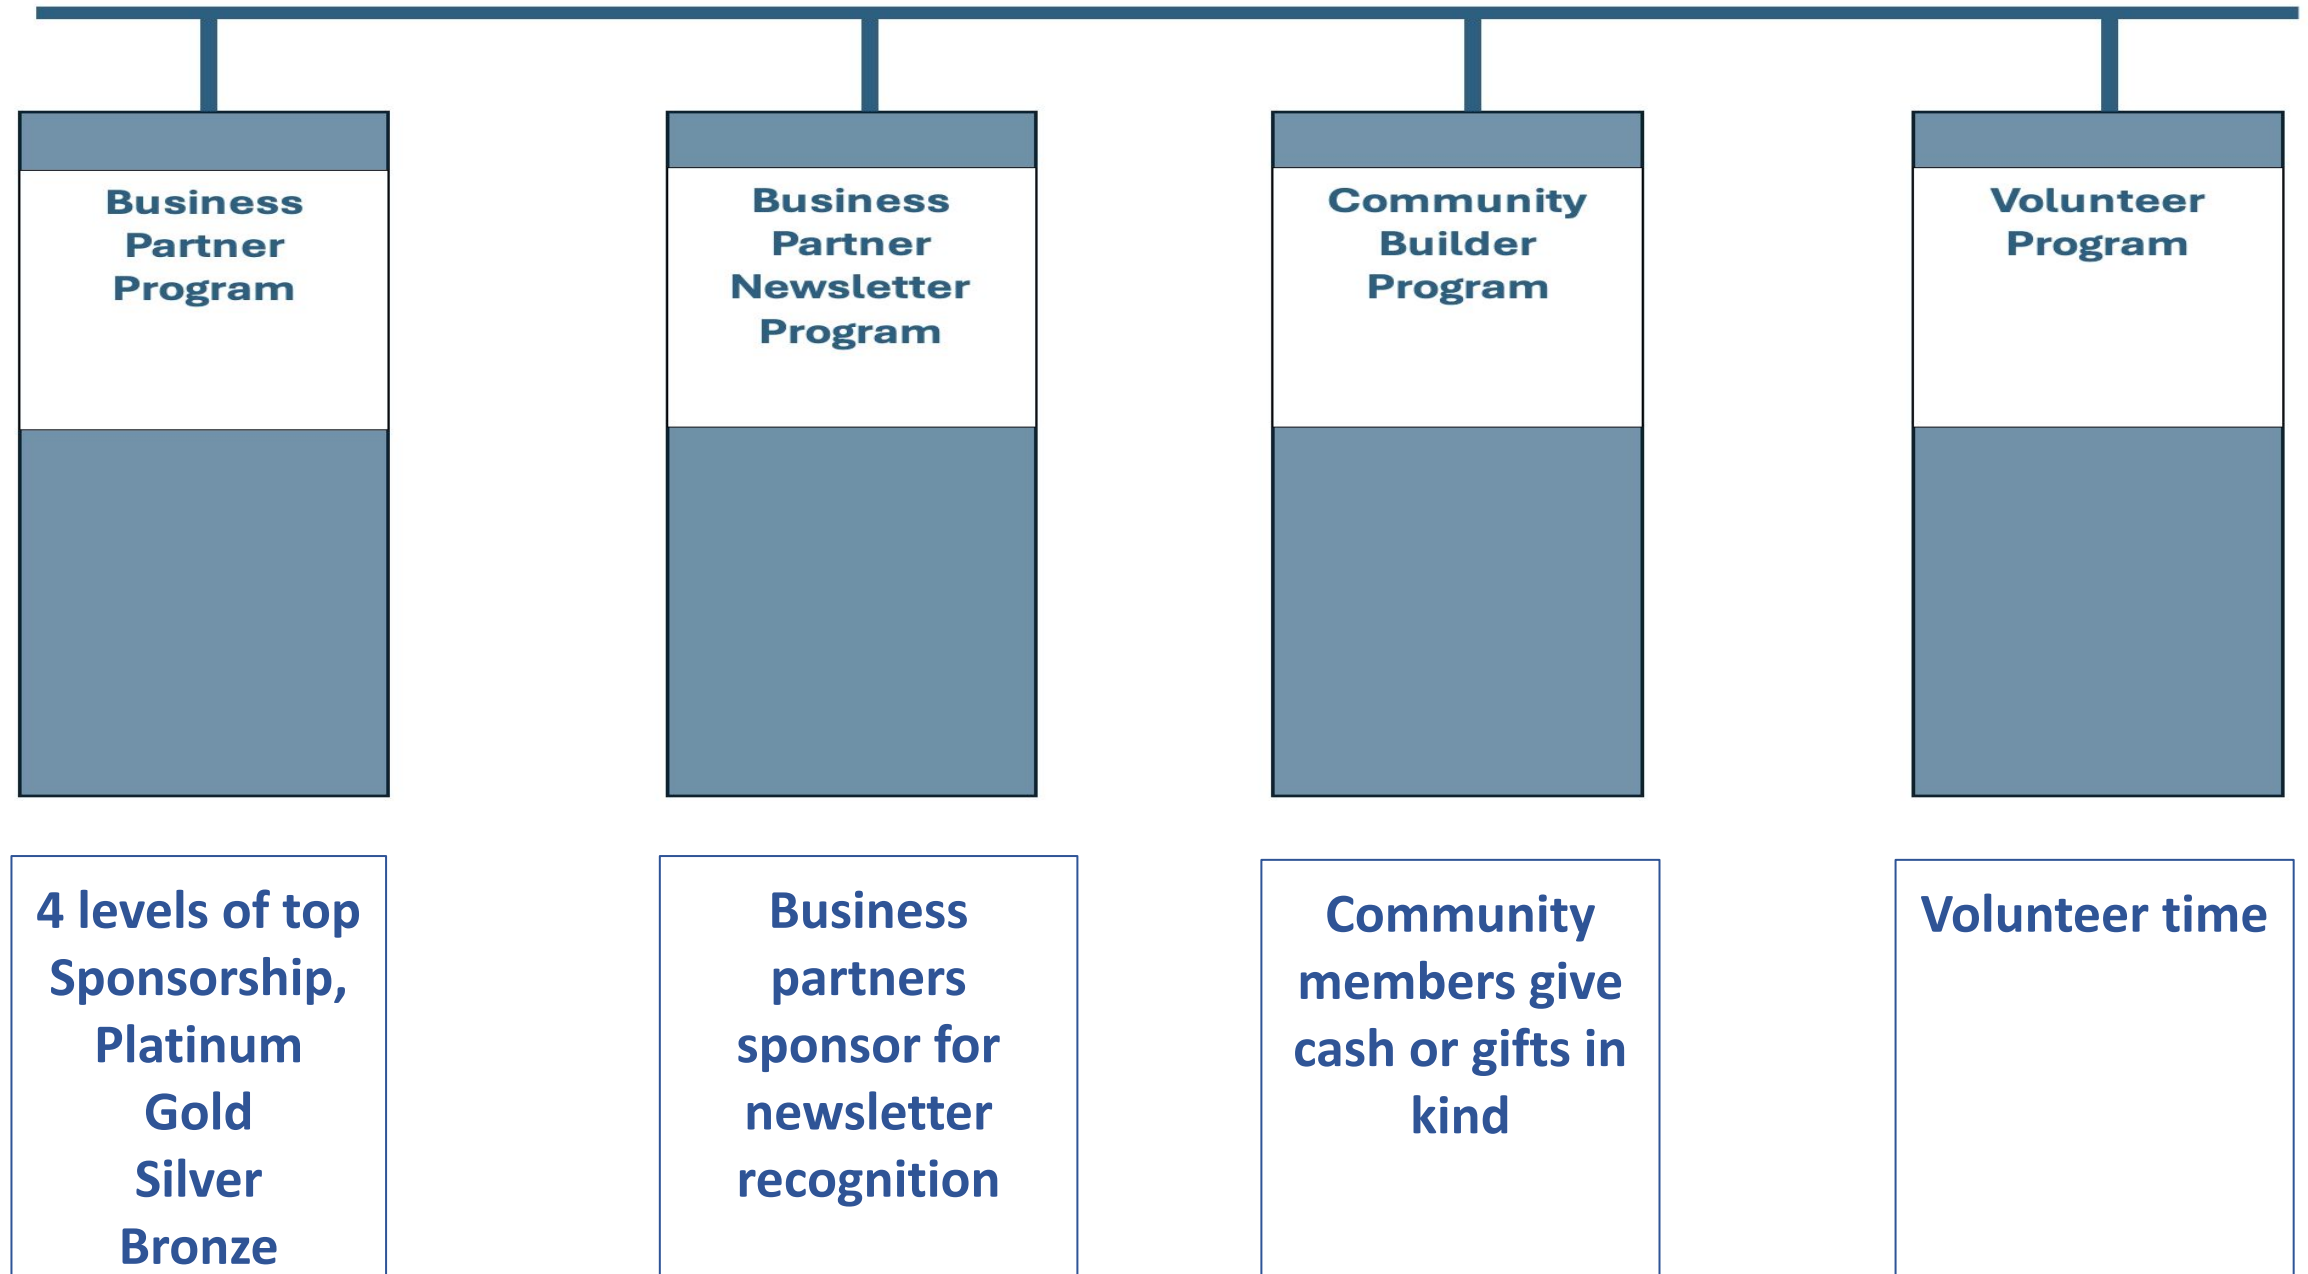 Business
Partner
Program
Business
Partner
Newsletter
Program
Community
Builder
Program
Volunteer
Program
4 levels of top
Sponsorship,
Platinum
Gold
Silver
Bronze
Business
partners
sponsor for
newsletter
recognition
Community
members give
cash or gifts in
kind
Volunteer time